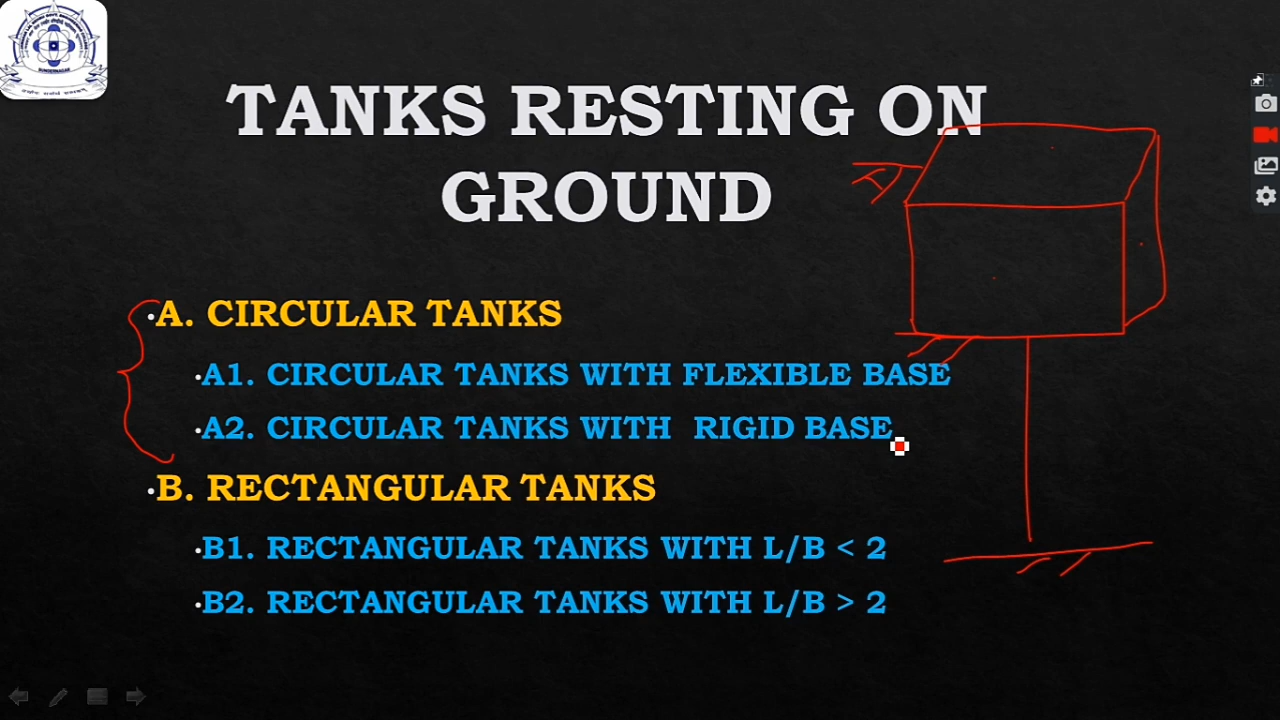 TANKS RESTING ON
GROUND
•A. CIRCULAR TANKS
•A1. CIRCULAR TANKS WITH FLEXIBLE BASE
•A2. CIRCULAR TANKS WITH RIGID BASE
•B. RECTANGULAR TANKS
•B1. RECTANGULAR TANKS WITH L/B < 2
•B2. RECTANGULAR TANKS WITH L/B > 2